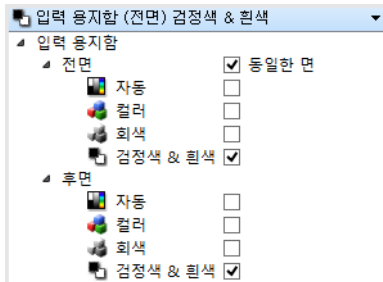 입력 용지함 (전면) 검정색 & 흰색
입력 용지함
전면 동일한 면
자동
컬러
회색
검정색 & 흰색
후면
자동
컬러
회색
검정색 & 흰색